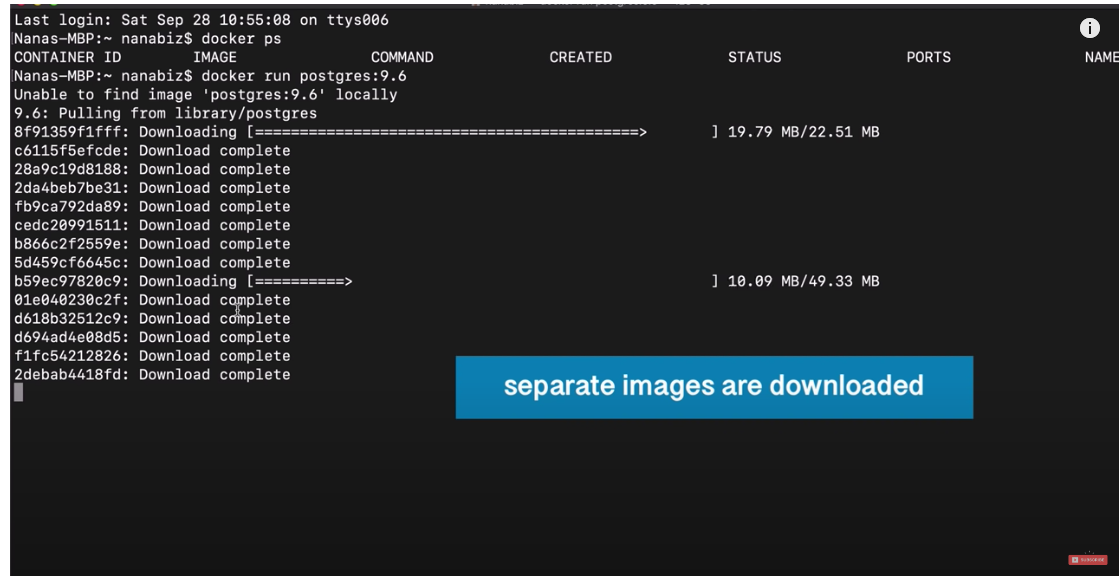 Last login: Sat Sep 28 10:55:08 on ttys006
[Nanas-MBP:~ nanabiz$ docker ps
CONTAINER ID IMAGE COMMAND CREATED STATUS PORTS NAME
[Nanas-MBP:~ nanabiz$ docker run postgres:9.6
Unable to find image 'postgres:9.6' locally
9.6: Pulling from library/postgres
8f91359f1fff: Downloading [===========================================> ] 19.79 MB/22.51 MB
c6115f5efcde: Download complete
28a9c19d8188: Download complete
2da4beb7be31: Download complete
fb9ca792da89: Download complete
cedc20991511: Download complete
b866c2f2559e: Download complete
5d459cf6645c: Download complete
b59ec97820c9: Downloading [==========> ] 10.09 MB/49.33 MB
01e040230c2f: Download complete
d618b32512c9: Download complete
d694ad4e08d5: Download complete
f1fc54212826: Download complete
2debab4418fd: Download complete
separate images are downloaded
SUBSCRIBE